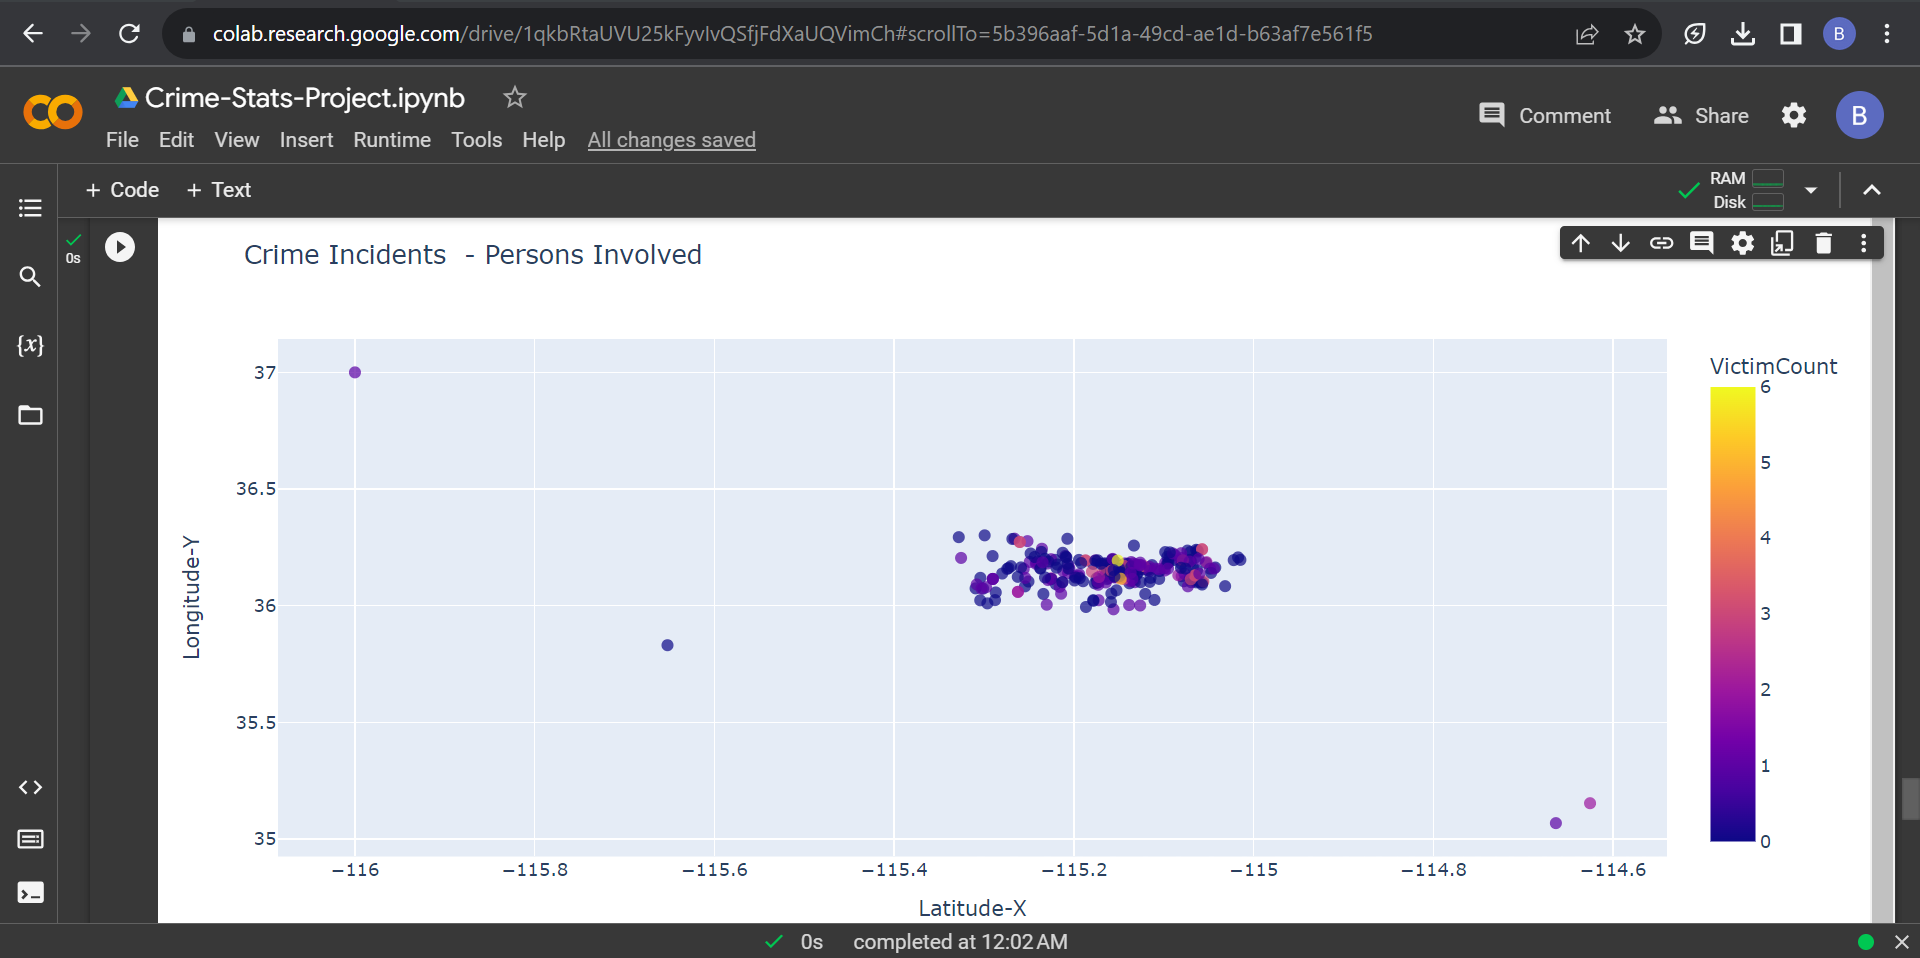 colab.research.google.com/drive/1qkbRtaUVU25kFyvIvQSfjFdXaUQVimCh#scrollTo=5b396aaf-5d1a-49cd-ae1d-b63af7e561f5
B
Crime-Stats-Project.ipynb
Comment
Share
B
File Edit View Insert Runtime Tools Help All changes saved
+ Code + Text
RAM
Disk
0s
Crime Incidents - Persons Involved
{x}
VictimCount
37
36.5
36
35.5
35
Longitude-Y
6
5
4
3
2
1
0
−116 −115.8 −115.6 −115.4 −115.2 −115 −114.8 −114.6
Latitude-X
0s completed at 12:02 AM